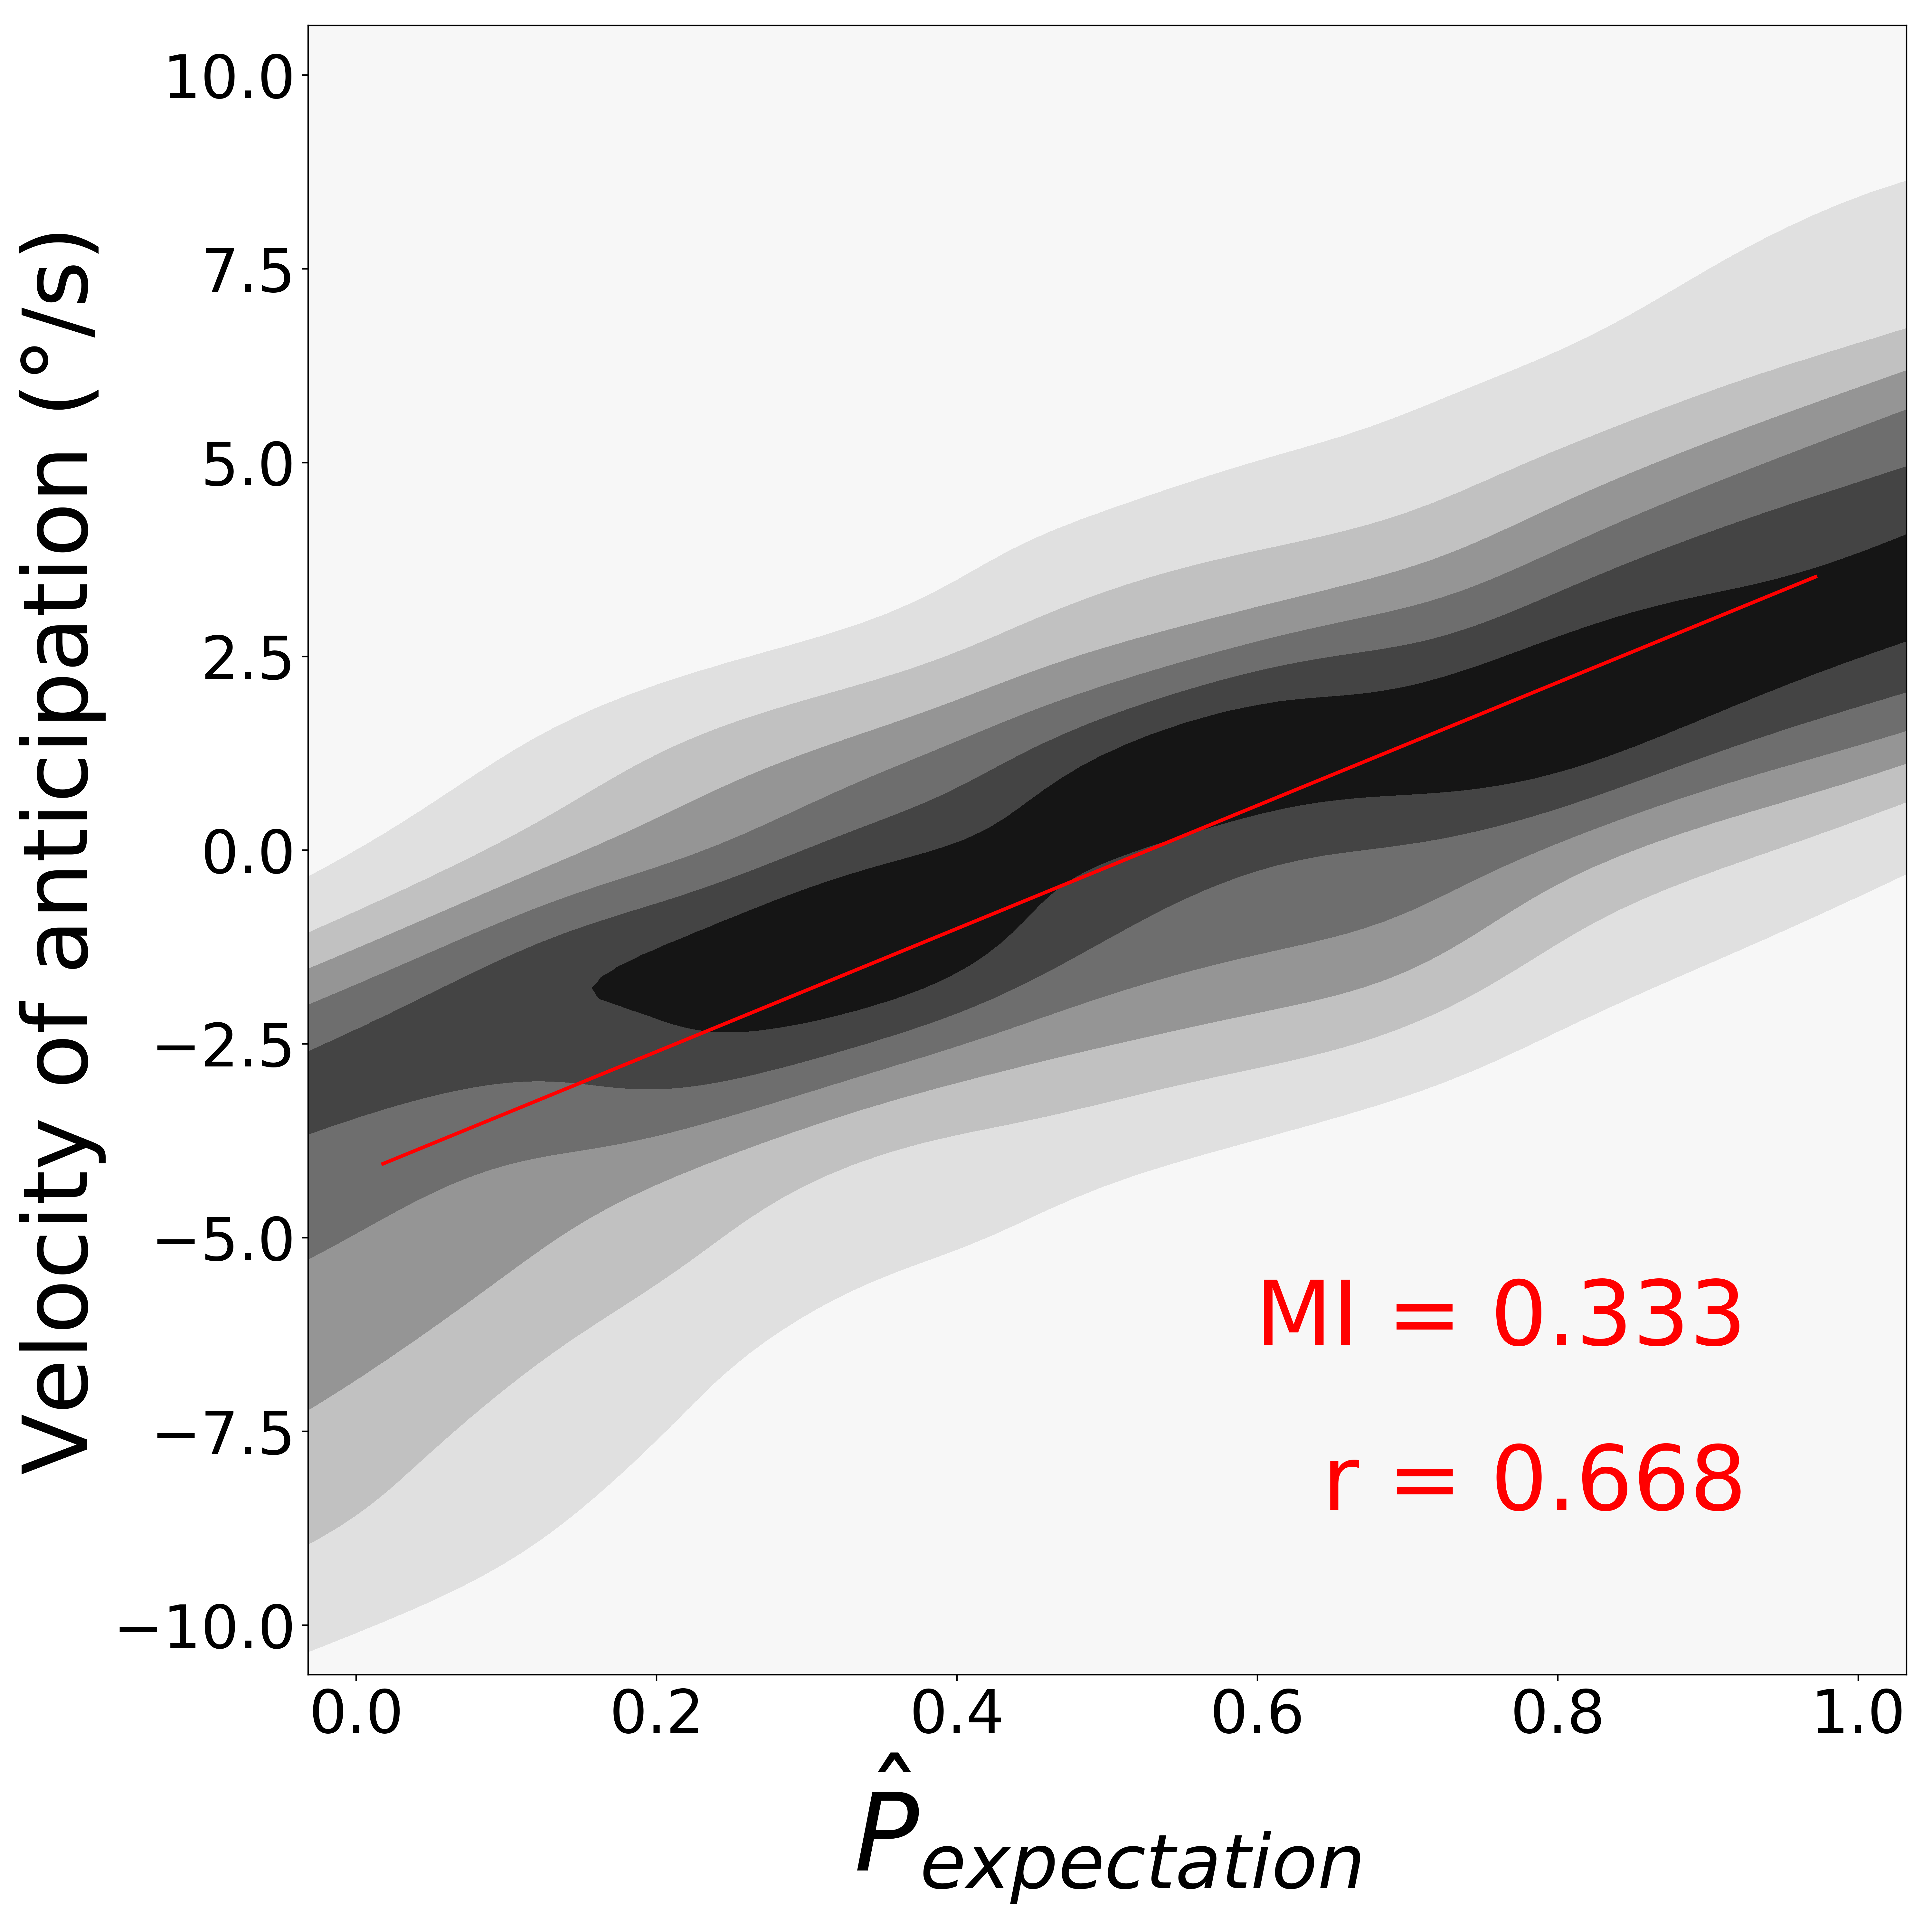 Velocity of anticipation (°/s)
10.0
7.5
5.0
2.5
0.0
−2.5
−5.0
−7.5
−10.0
MI = 0.333
r = 0.668
0.0 0.2 0.4 0.6 0.8 1.0
P̂expectation